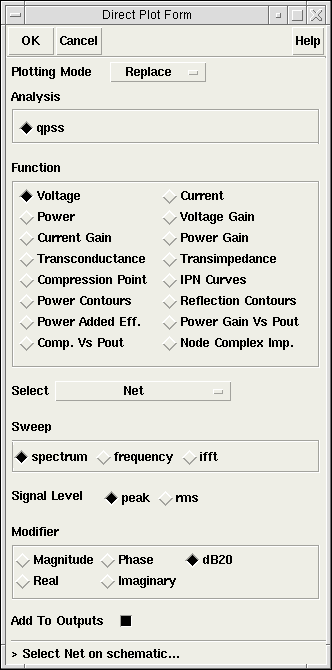 Direct Plot Form
OK Cancel Help
Plotting Mode Replace
Analysis
qpss
Function
Voltage Current
Power Voltage Gain
Current Gain Power Gain
Transconductance Transimpedance
Compression Point IPN Curves
Power Contours Reflection Contours
Power Added Eff. Power Gain Vs Pout
Comp. Vs Pout Node Complex Imp.
Select Net
Sweep
spectrum frequency ifft
Signal Level peak rms
Modifier
Magnitude Phase dB20
Real Imaginary
Add To Outputs
> Select Net on schematic...